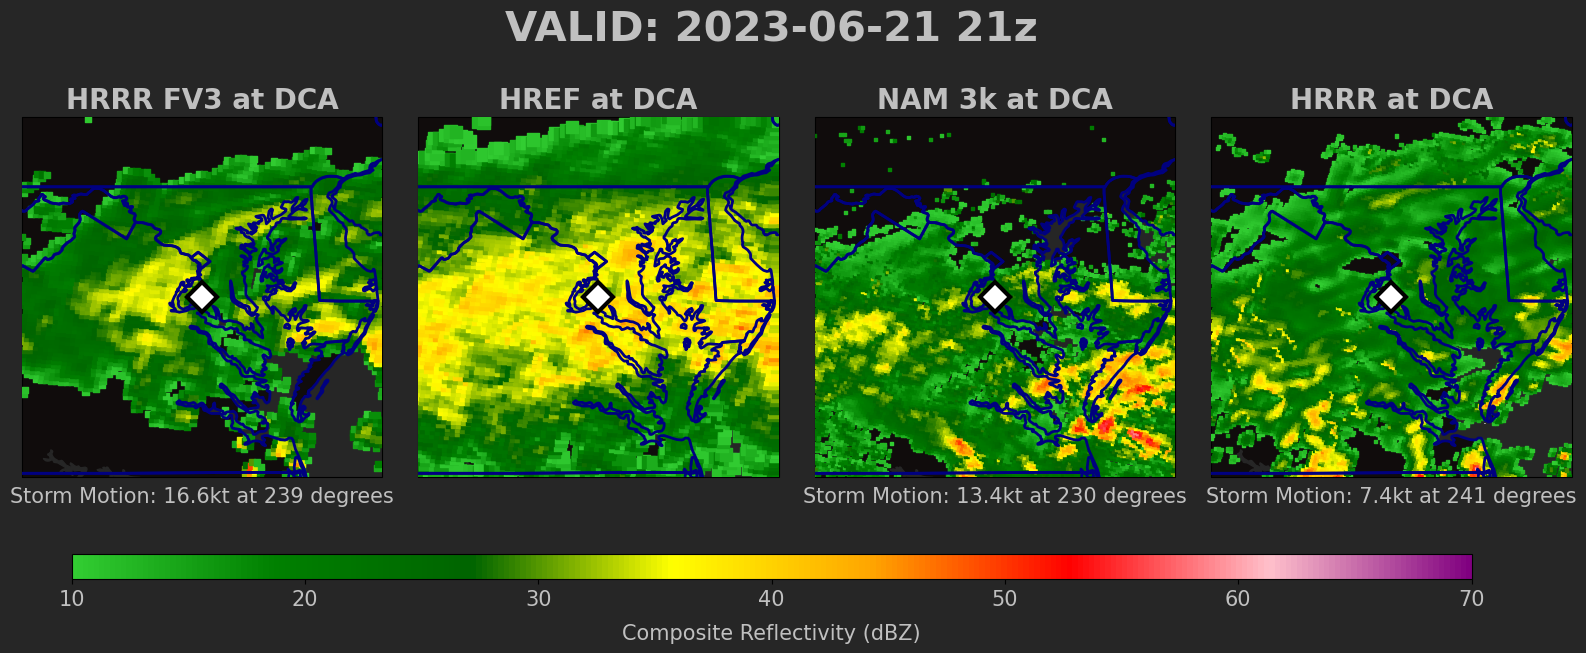 VALID: 2023-06-21 21z
HRRR FV3 at DCA
HREF at DCA
NAM 3k at DCA
HRRR at DCA
Storm Motion: 16.6kt at 239 degrees
Storm Motion: 13.4kt at 230 degrees
Storm Motion: 7.4kt at 241 degrees
10 20 30 40 50 60 70
Composite Reflectivity (dBZ)